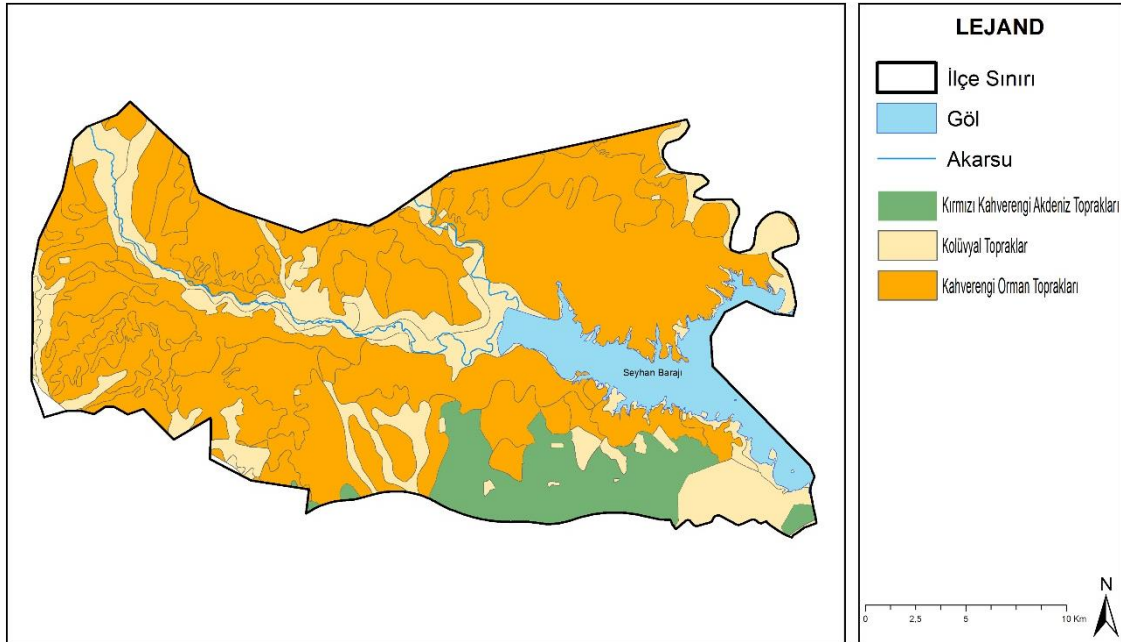 Seyhan Barajı
LEJAND
İlçe Sınırı
Göl
Akarsu
Kırmızı Kahverengi Akdeniz Toprakları
Kolüvyal Topraklar
Kahverengi Orman Toprakları
N
0 2,5 5 10 Km